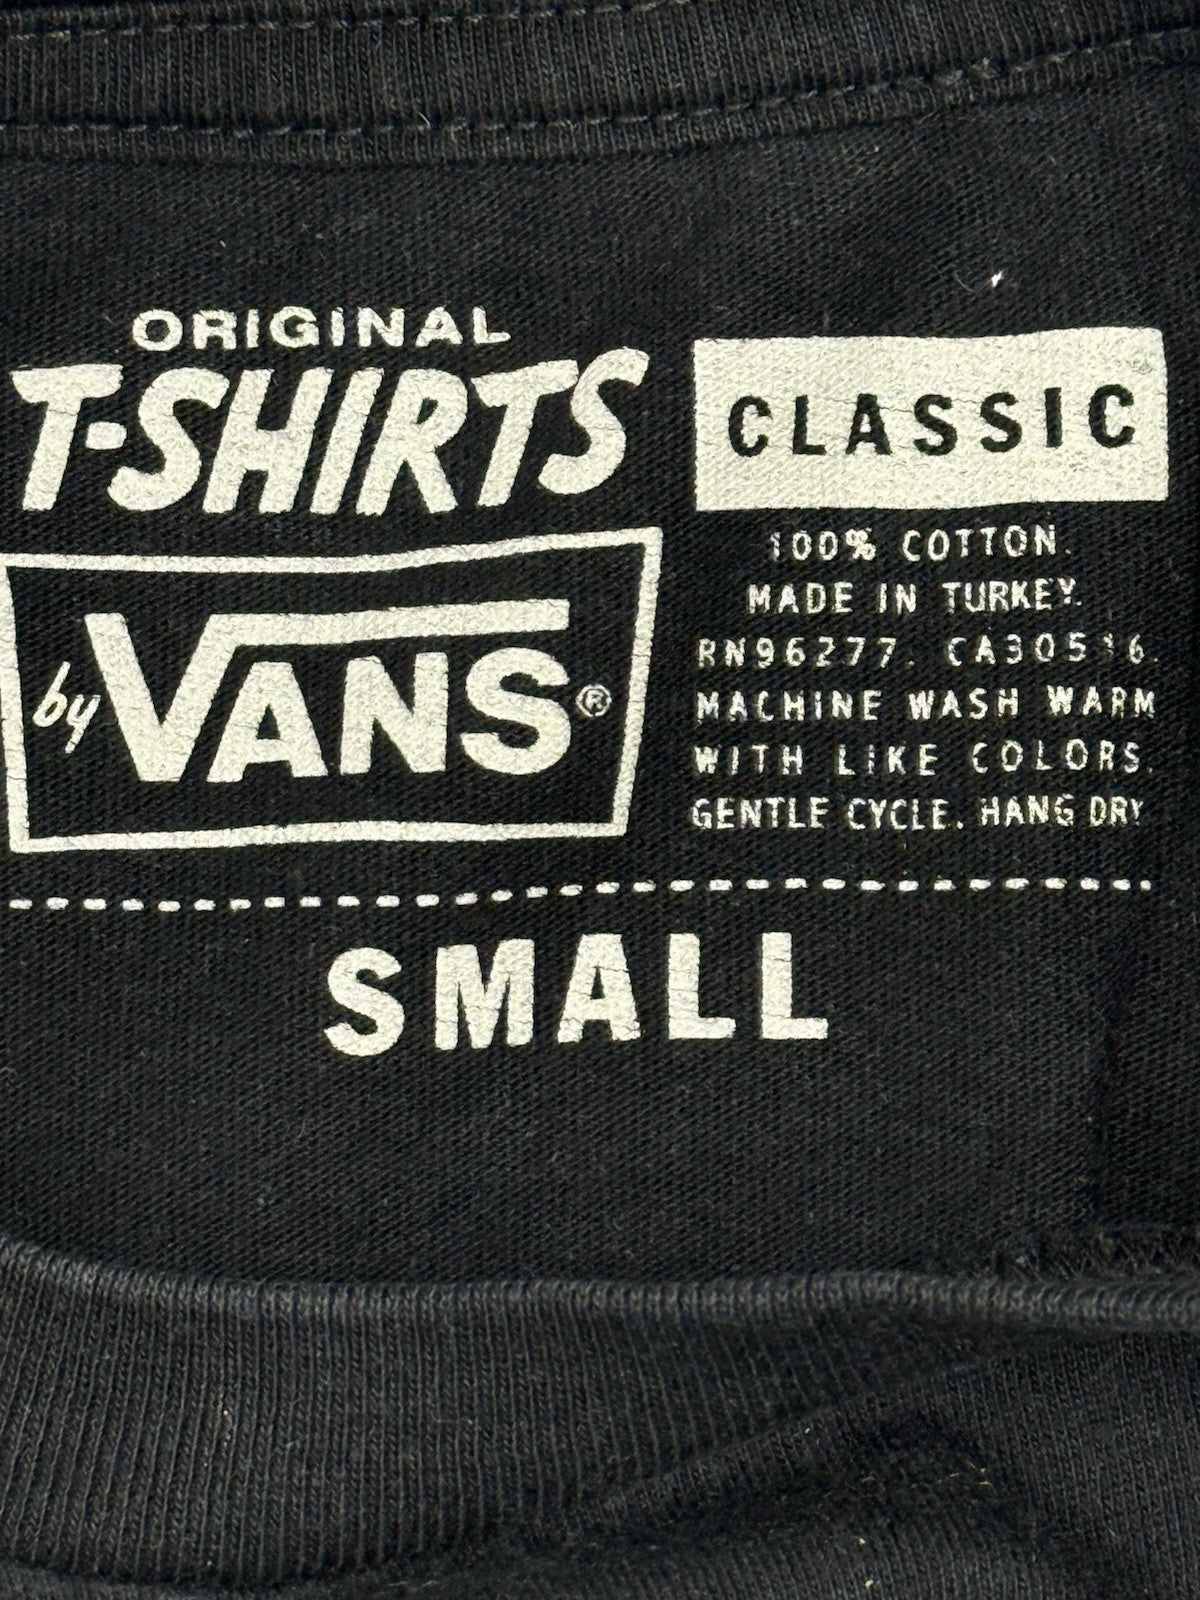 ORIGINAL
T-SHIRTS
by VANS®
CLASSIC
100% COTTON.
MADE IN TURKEY.
RN96277. CA30516.
MACHINE WASH WARM
WITH LIKE COLORS.
GENTLE CYCLE. HANG DRY
SMALL